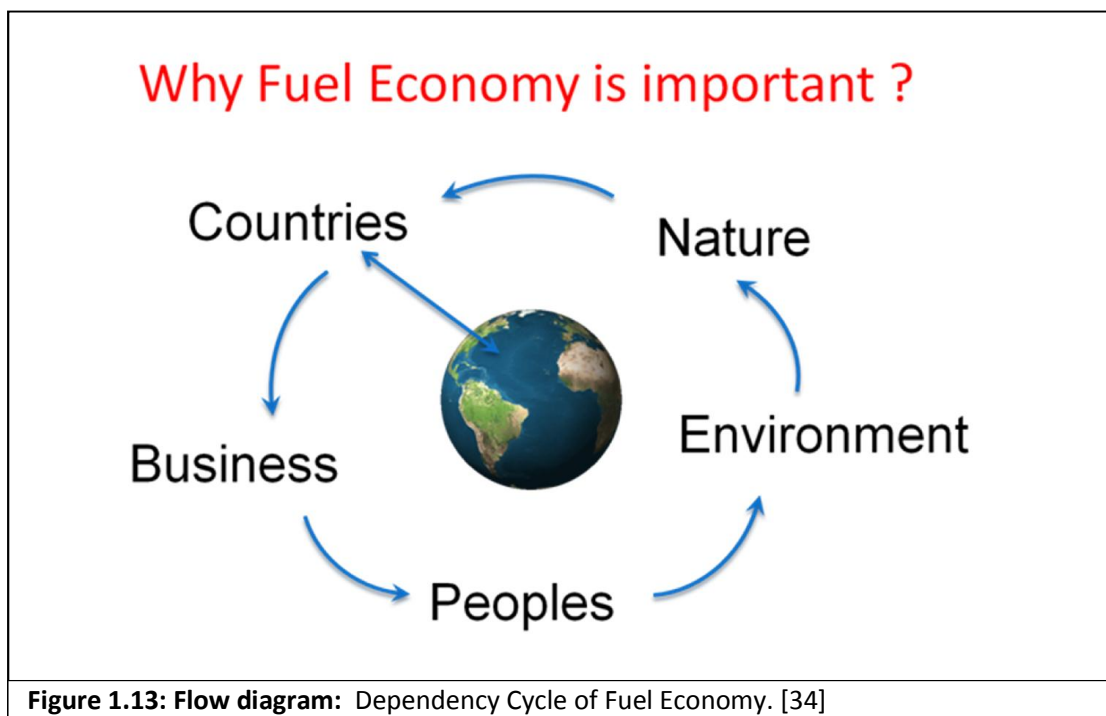 Why Fuel Economy is important ?
Countries
Nature
Business
Environment
Peoples
Figure 1.13: Flow diagram: Dependency Cycle of Fuel Economy. [34]